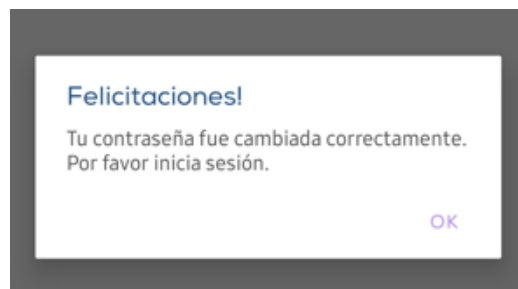 Felicitaciones!
Tu contraseña fue cambiada correctamente.
Por favor inicia sesión.
OK